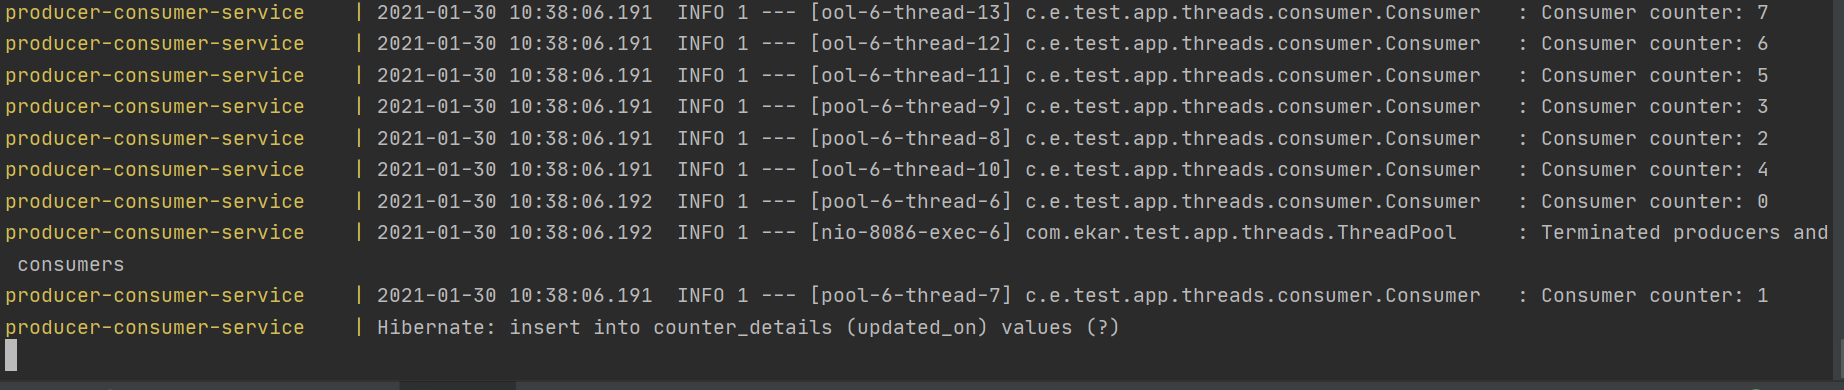 producer-consumer-service    | 2021-01-30 10:38:06.191  INFO 1 --- [ool-6-thread-13] c.e.test.app.threads.consumer.Consumer   : Consumer counter: 7
producer-consumer-service    | 2021-01-30 10:38:06.191  INFO 1 --- [ool-6-thread-12] c.e.test.app.threads.consumer.Consumer   : Consumer counter: 6
producer-consumer-service    | 2021-01-30 10:38:06.191  INFO 1 --- [ool-6-thread-11] c.e.test.app.threads.consumer.Consumer   : Consumer counter: 5
producer-consumer-service    | 2021-01-30 10:38:06.191  INFO 1 --- [pool-6-thread-9] c.e.test.app.threads.consumer.Consumer   : Consumer counter: 3
producer-consumer-service    | 2021-01-30 10:38:06.191  INFO 1 --- [pool-6-thread-8] c.e.test.app.threads.consumer.Consumer   : Consumer counter: 2
producer-consumer-service    | 2021-01-30 10:38:06.191  INFO 1 --- [ool-6-thread-10] c.e.test.app.threads.consumer.Consumer   : Consumer counter: 4
producer-consumer-service    | 2021-01-30 10:38:06.192  INFO 1 --- [pool-6-thread-6] c.e.test.app.threads.consumer.Consumer   : Consumer counter: 0
producer-consumer-service    | 2021-01-30 10:38:06.192  INFO 1 --- [nio-8086-exec-6] com.ekar.test.app.threads.ThreadPool     : Terminated producers and
 consumers
producer-consumer-service    | 2021-01-30 10:38:06.191  INFO 1 --- [pool-6-thread-7] c.e.test.app.threads.consumer.Consumer   : Consumer counter: 1
producer-consumer-service    | Hibernate: insert into counter_details (updated_on) values (?)